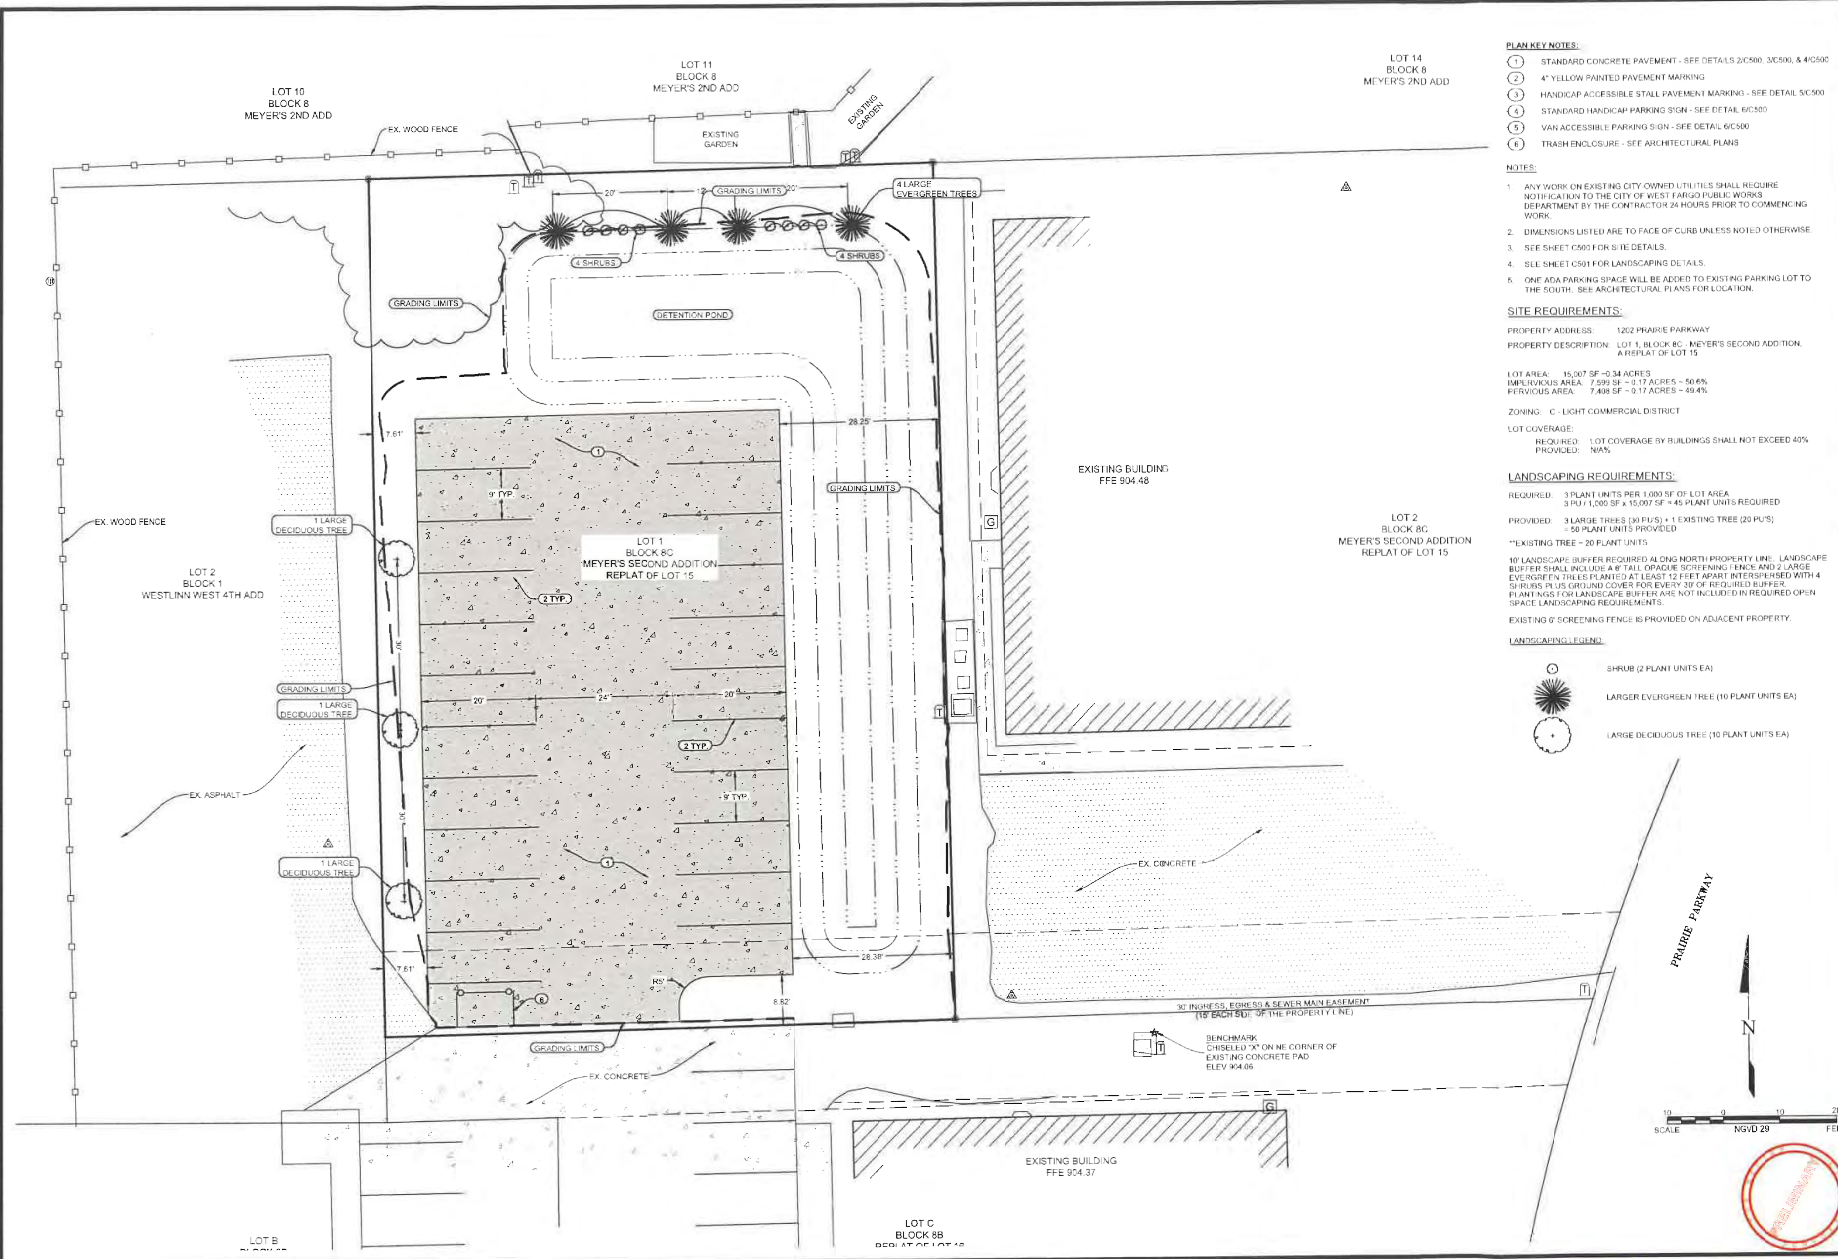 LOT 10
BLOCK 8
MEYER'S 2ND ADD
LOT 11
BLOCK 8
MEYER'S 2ND ADD
LOT 14
BLOCK 8
MEYER'S 2ND ADD
EX. WOOD FENCE
EXISTING
GARDEN
EXISTING
GARDEN
T
T
20'
12'
GRADING LIMITS
20'
4 LARGE
EVERGREEN TREES
4 SHRUBS
4 SHRUBS
GRADING LIMITS
DETENTION POND
7.61'
28.25'
1
9' TYP.
GRADING LIMITS
EXISTING BUILDING
FFE 904.48
G
EX. WOOD FENCE
1 LARGE
DECIDUOUS TREE
LOT 1
BLOCK 8C
MEYER'S SECOND ADDITION
REPLAT OF LOT 15
LOT 2
BLOCK 8C
MEYER'S SECOND ADDITION
REPLAT OF LOT 15
LOT 2
BLOCK 1
WESTLINN WEST 4TH ADD
2 TYP.
30'
GRADING LIMITS
1 LARGE
DECIDUOUS TREE
20'
24'
20'
T
2 TYP.
EX. ASPHALT
9' TYP.
30'
1 LARGE
DECIDUOUS TREE
1
EX. CONCRETE
PRAIRIE PARKWAY
7.61'
28.38'
R5'
6
8.62'
30' INGRESS, EGRESS & SEWER MAIN EASEMENT
(15' EACH SIDE OF THE PROPERTY LINE)
T
GRADING LIMITS
T
BENCHMARK
CHISELED "X" ON NE CORNER OF
EXISTING CONCRETE PAD
ELEV 904.06
EX. CONCRETE
G
EXISTING BUILDING
FFE 904.37
LOT B
LOT C
BLOCK 8B
REPLAT OF LOT 16
PLAN KEY NOTES:
1 STANDARD CONCRETE PAVEMENT - SEE DETAILS 2/C500, 3/C500, & 4/C500
2 4" YELLOW PAINTED PAVEMENT MARKING
3 HANDICAP ACCESSIBLE STALL PAVEMENT MARKING - SEE DETAIL 5/C500
4 STANDARD HANDICAP PARKING SIGN - SEE DETAIL 6/C500
5 VAN ACCESSIBLE PARKING SIGN - SEE DETAIL 6/C500
6 TRASH ENCLOSURE - SEE ARCHITECTURAL PLANS
NOTES:
1 ANY WORK ON EXISTING CITY OWNED UTILITIES SHALL REQUIRE
NOTIFICATION TO THE CITY OF WEST FARGO PUBLIC WORKS
DEPARTMENT BY THE CONTRACTOR 24 HOURS PRIOR TO COMMENCING
WORK.
2. DIMENSIONS LISTED ARE TO FACE OF CURB UNLESS NOTED OTHERWISE.
3. SEE SHEET C500 FOR SITE DETAILS.
4. SEE SHEET C501 FOR LANDSCAPING DETAILS.
5. ONE ADA PARKING SPACE WILL BE ADDED TO EXISTING PARKING LOT TO
THE SOUTH. SEE ARCHITECTURAL PLANS FOR LOCATION.
SITE REQUIREMENTS:
PROPERTY ADDRESS: 1202 PRAIRIE PARKWAY
PROPERTY DESCRIPTION: LOT 1, BLOCK 8C - MEYER'S SECOND ADDITION,
A REPLAT OF LOT 15
LOT AREA: 15,007 SF ~0.34 ACRES
IMPERVIOUS AREA: 7,599 SF ~ 0.17 ACRES ~ 50.6%
PERVIOUS AREA: 7,408 SF ~ 0.17 ACRES ~ 49.4%
ZONING: C - LIGHT COMMERCIAL DISTRICT
LOT COVERAGE:
REQUIRED: LOT COVERAGE BY BUILDINGS SHALL NOT EXCEED 40%
PROVIDED: N/A%
LANDSCAPING REQUIREMENTS:
REQUIRED: 3 PLANT UNITS PER 1,000 SF OF LOT AREA
3 PU / 1,000 SF x 15,007 SF = 45 PLANT UNITS REQUIRED
PROVIDED: 3 LARGE TREES (30 PU'S) + 1 EXISTING TREE (20 PU'S)
= 50 PLANT UNITS PROVIDED
**EXISTING TREE ~ 20 PLANT UNITS
10' LANDSCAPE BUFFER REQUIRED ALONG NORTH PROPERTY LINE. LANDSCAPE
BUFFER SHALL INCLUDE A 6' TALL OPAQUE SCREENING FENCE AND 2 LARGE
EVERGREEN TREES PLANTED AT LEAST 12 FEET APART INTERSPERSED WITH 4
SHRUBS PLUS GROUND COVER FOR EVERY 30' OF REQUIRED BUFFER.
PLANTINGS FOR LANDSCAPE BUFFER ARE NOT INCLUDED IN REQUIRED OPEN
SPACE LANDSCAPING REQUIREMENTS.
EXISTING 6' SCREENING FENCE IS PROVIDED ON ADJACENT PROPERTY.
LANDSCAPING LEGEND:
SHRUB (2 PLANT UNITS EA)
LARGER EVERGREEN TREE (10 PLANT UNITS EA)
LARGE DECIDUOUS TREE (10 PLANT UNITS EA)
N
10 0 10
SCALE NGVD 29
PRELIMINARY